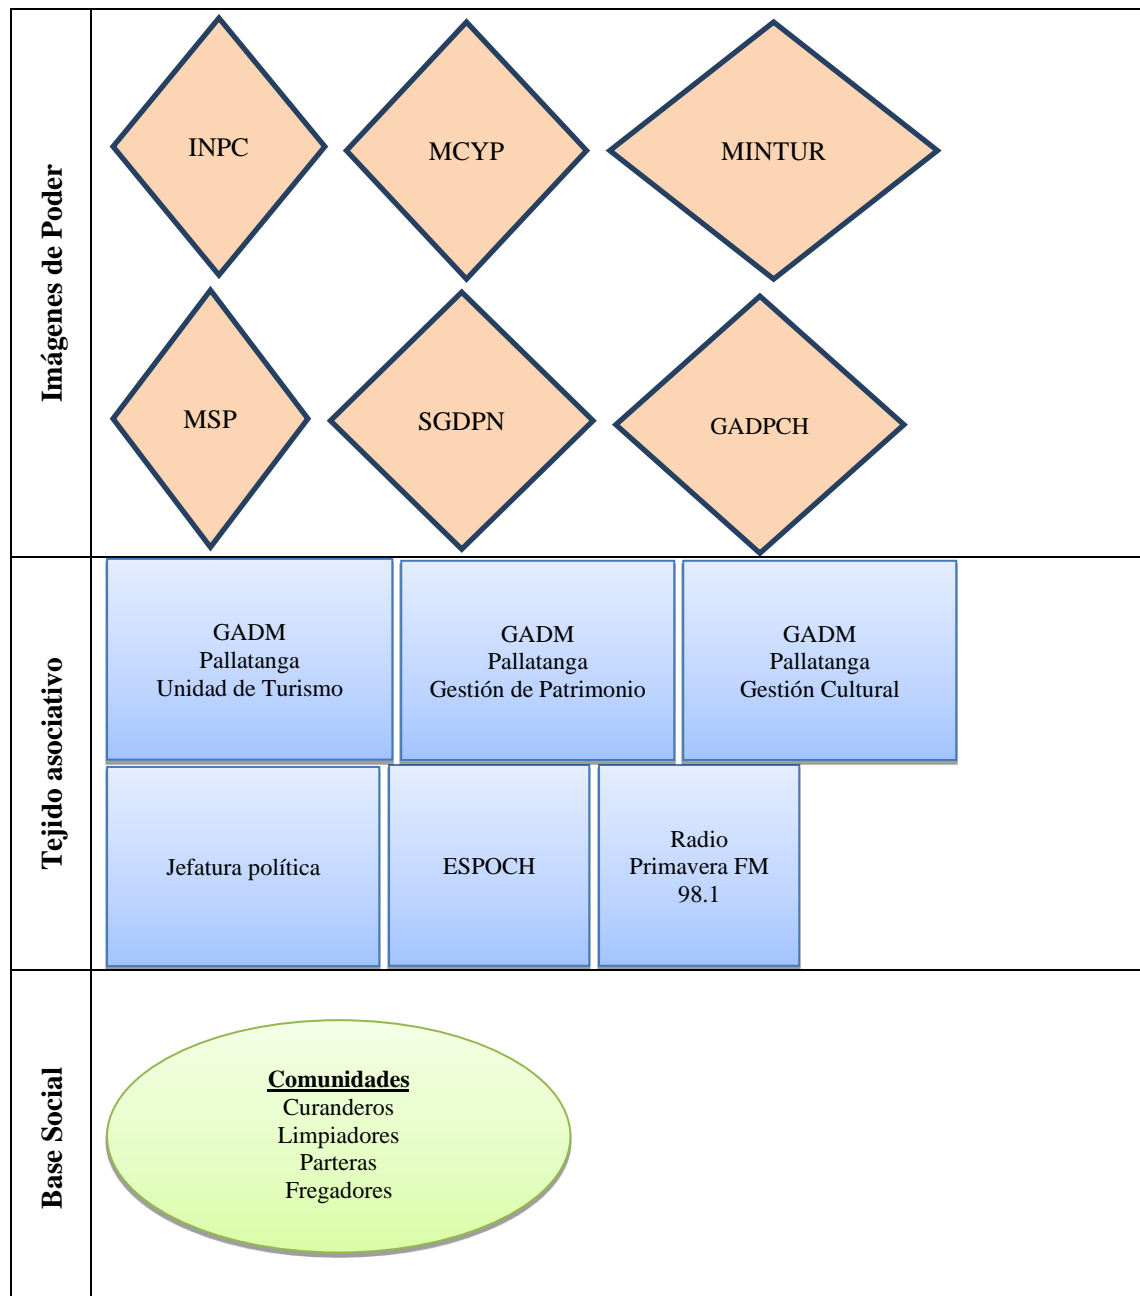 Imágenes de Poder
INPC
MCYP
MINTUR
MSP
SGDPN
GADPCH
Tejido asociativo
GADM
Pallatanga
Unidad de Turismo
GADM
Pallatanga
Gestión de Patrimonio
GADM
Pallatanga
Gestión Cultural
Jefatura política
ESPOCH
Radio
Primavera FM
98.1
Base Social
Comunidades
Curanderos
Limpiadores
Parteras
Fregadores